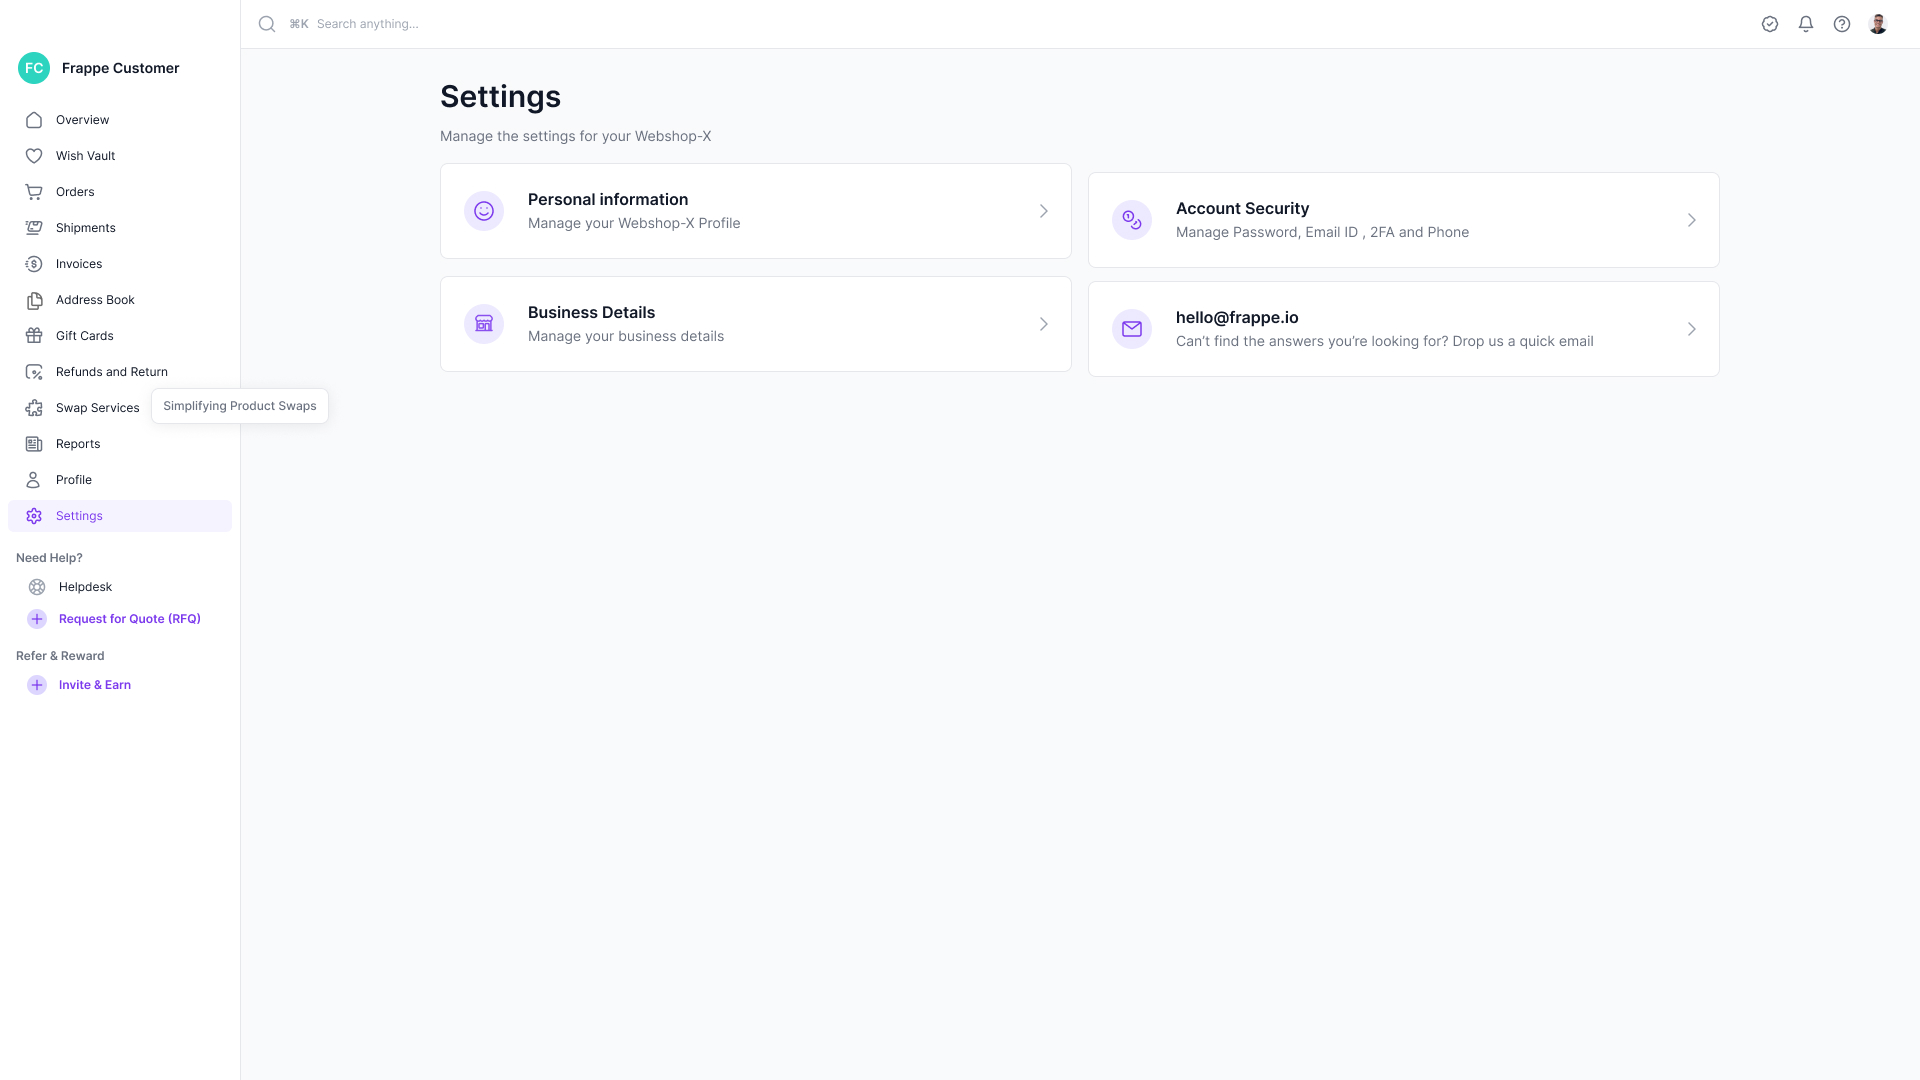 ⌘K Search anything...
FC Frappe Customer
Overview
Wish Vault
Orders
Shipments
Invoices
Address Book
Gift Cards
Refunds and Return
Swap Services
Simplifying Product Swaps
Reports
Profile
Settings
Need Help?
Helpdesk
Request for Quote (RFQ)
Refer & Reward
Invite & Earn
Settings
Manage the settings for your Webshop-X
Personal information
Manage your Webshop-X Profile
Account Security
Manage Password, Email ID , 2FA and Phone
Business Details
Manage your business details
hello@frappe.io
Can’t find the answers you’re looking for? Drop us a quick email